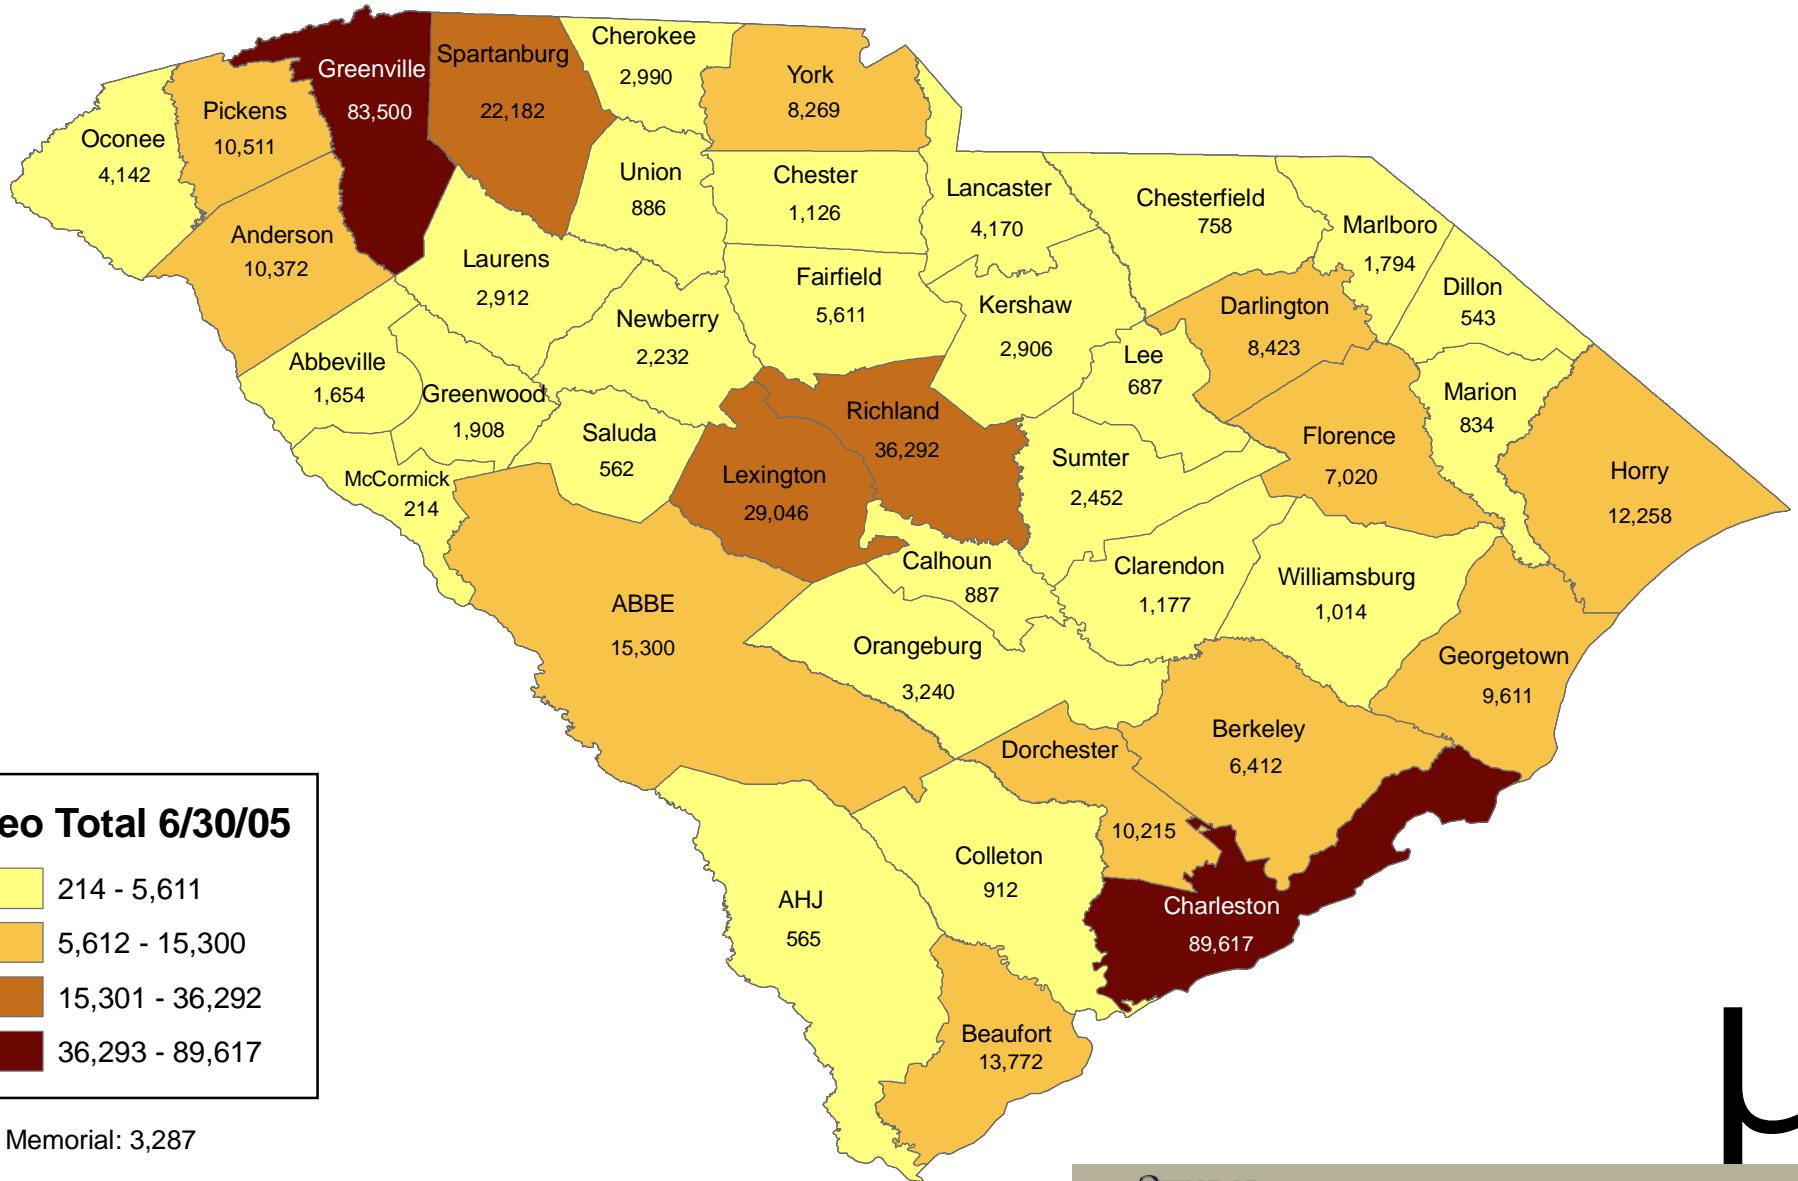 Cherokee
2,990
Spartanburg
22,182
Greenville
83,500
York
8,269
Pickens
10,511
Oconee
4,142
Union
886
Chester
1,126
Lancaster
4,170
Chesterfield
758
Marlboro
1,794
Anderson
10,372
Laurens
2,912
Fairfield
5,611
Kershaw
2,906
Darlington
8,423
Dillon
543
Newberry
2,232
Lee
687
Abbeville
1,654
Greenwood
1,908
Saluda
562
Richland
36,292
Marion
834
Florence
7,020
McCormick
214
Lexington
29,046
Sumter
2,452
Horry
12,258
Calhoun
887
Clarendon
1,177
Williamsburg
1,014
ABBE
15,300
Orangeburg
3,240
Georgetown
9,611
Dorchester
10,215
Berkeley
6,412
Colleton
912
AHJ
565
Charleston
89,617
Beaufort
13,772
eo Total 6/30/05
214 - 5,611
5,612 - 15,300
15,301 - 36,292
36,293 - 89,617
Memorial: 3,287
µ